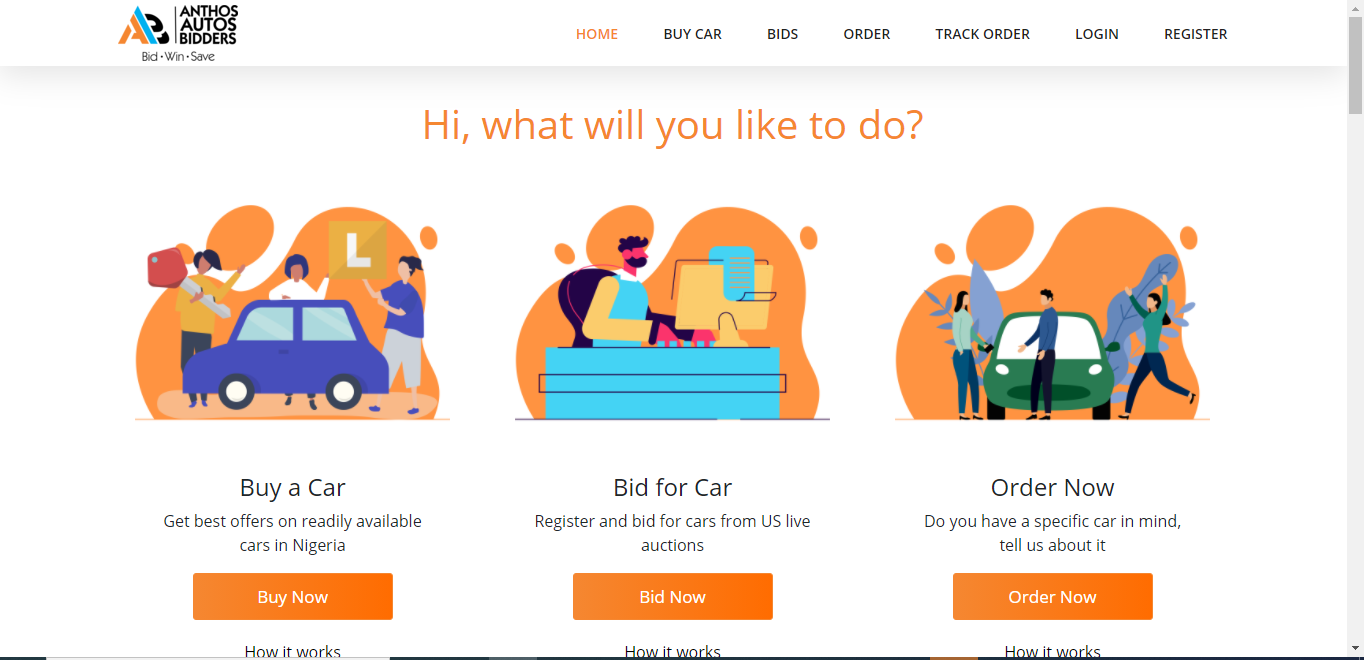 ANTHOS
AUTOS
BIDDERS
Bid • Win • Save
HOME BUY CAR BIDS ORDER TRACK ORDER LOGIN REGISTER
Hi, what will you like to do?
L
Buy a Car
Get best offers on readily available
cars in Nigeria
Buy Now
How it works
Bid for Car
Register and bid for cars from US live
auctions
Bid Now
How it works
Order Now
Do you have a specific car in mind,
tell us about it
Order Now
How it works